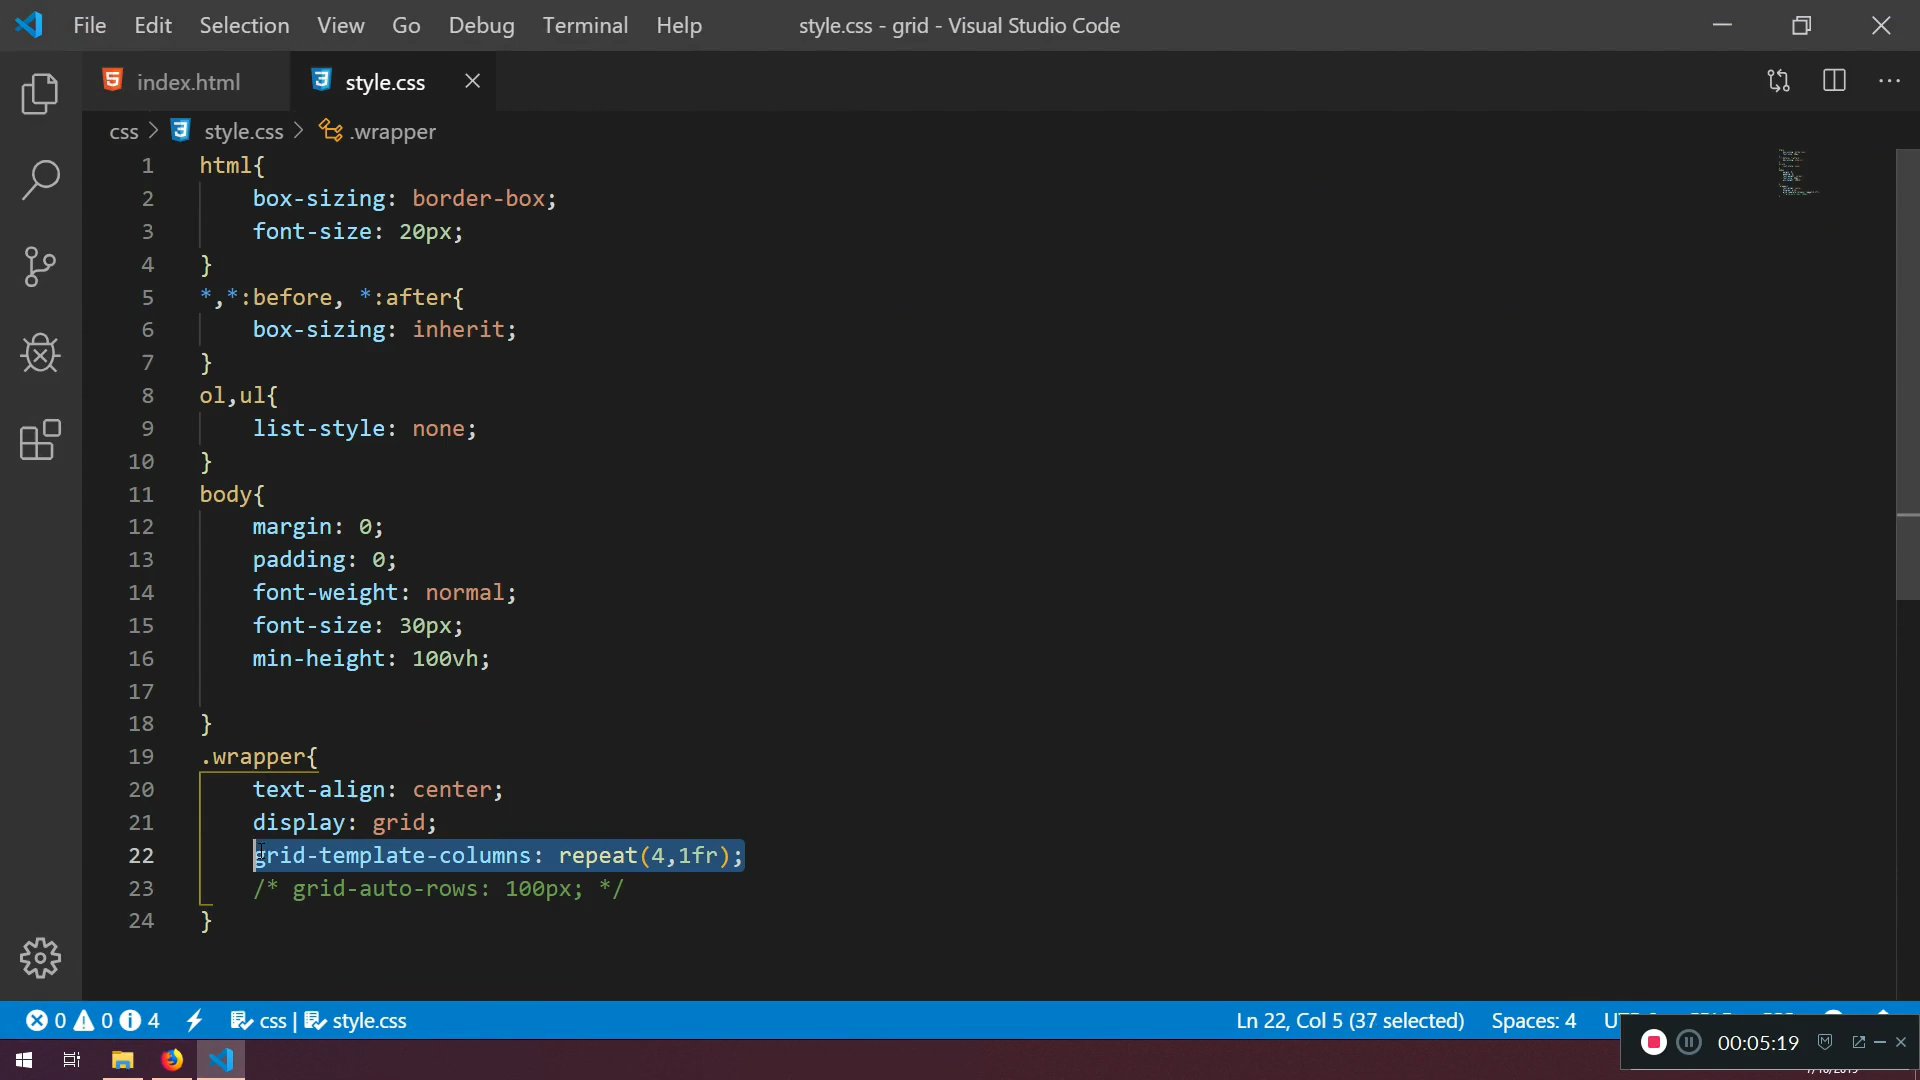 File Edit Selection View Go Debug Terminal Help style.css - grid - Visual Studio Code
index.html style.css
css > style.css > .wrapper
1 html{
2 box-sizing: border-box;
3 font-size: 20px;
4 }
5 *,*:before, *:after{
6 box-sizing: inherit;
7 }
8 ol,ul{
9 list-style: none;
10 }
11 body{
12 margin: 0;
13 padding: 0;
14 font-weight: normal;
15 font-size: 30px;
16 min-height: 100vh;
17
18 }
19 .wrapper{
20 text-align: center;
21 display: grid;
22 grid-template-columns: repeat(4,1fr);
23 /* grid-auto-rows: 100px; */
24 }
0 0 4 css | style.css Ln 22, Col 5 (37 selected) Spaces: 4
00:05:19